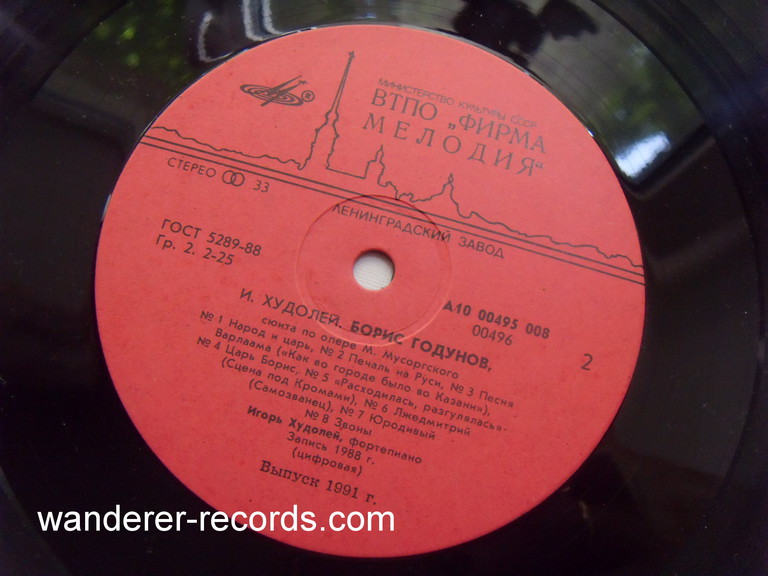 МИНИСТЕРСТВО КУЛЬТУРЫ СССР
ВТПО „ФИРМА
МЕЛОДИЯ“
СТЕРЕО 33
ЛЕНИНГРАДСКИЙ ЗАВОД
ГОСТ 5289-88
Гр. 2. 2-25
А10 00495 008
00496
2
И. ХУДОЛЕЙ. БОРИС ГОДУНОВ,
сюита по опере М. Мусоргского
№ 1 Народ и царь, № 2 Печаль на Руси, № 3 Песня
Варлаама («Как во городе было во Казани»),
№ 4 Царь Борис, № 5 «Расходилась, разгулялась»
(Сцена под Кромами), № 6 Лжедмитрий
(Самозванец), № 7 Юродивый
№ 8 Звоны
Игорь Худолей, фортепиано
Запись 1988 г.
(цифровая)
Выпуск 1991 г.
wanderer-records.com